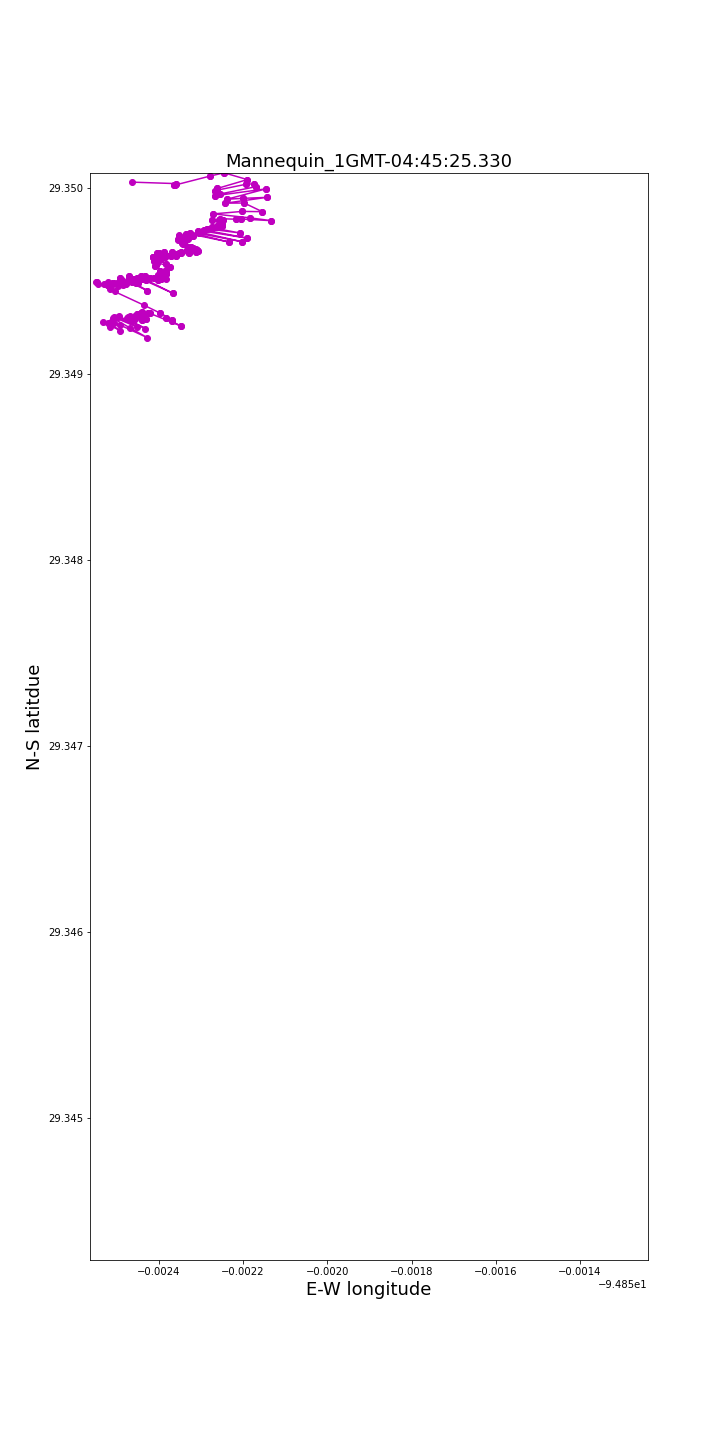 Mannequin_1GMT-04:45:25.330
29.350
29.349
29.348
29.347
29.346
29.345
N-S latitdue
−0.0024 −0.0022 −0.0020 −0.0018 −0.0016 −0.0014
−9.485e1
E-W longitude